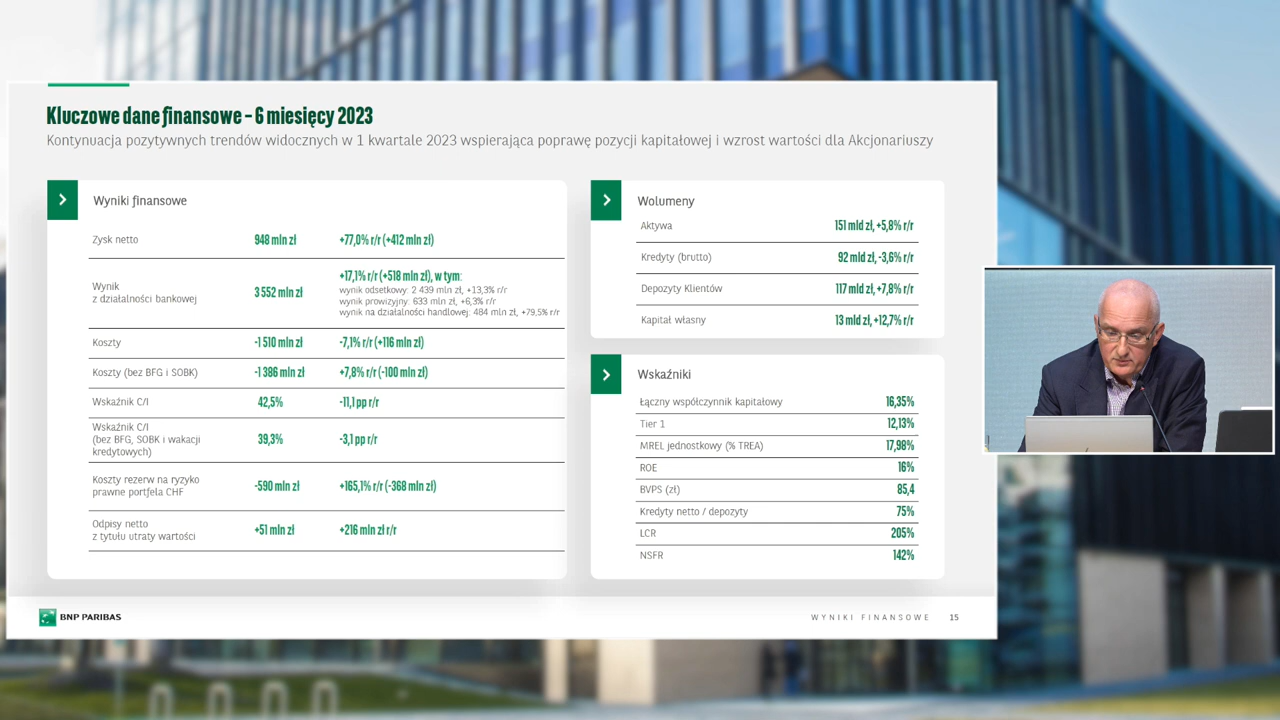 Kluczowe dane finansowe – 6 miesięcy 2023
Kontynuacja pozytywnych trendów widocznych w 1 kwartale 2023 wspierająca poprawę pozycji kapitałowej i wzrost wartości dla Akcjonariuszy
Wyniki finansowe
Zysk netto 948 mln zł +77,0% r/r (+412 mln zł)
Wynik
z działalności bankowej
3 552 mln zł
+17,1% r/r (+518 mln zł), w tym:
wynik odsetkowy: 2 439 mln zł, +13,3% r/r
wynik prowizyjny: 633 mln zł, +6,3% r/r
wynik na działalności handlowej: 484 mln zł, +79,5% r/r
Koszty -1 510 mln zł -7,1% r/r (+116 mln zł)
Koszty (bez BFG i SOBK) -1 386 mln zł +7,8% r/r (-100 mln zł)
Wskaźnik C/I 42,5% -11,1 pp r/r
Wskaźnik C/I
(bez BFG, SOBK i wakacji
kredytowych)
39,3% -3,1 pp r/r
Koszty rezerw na ryzyko
prawne portfela CHF
-590 mln zł +165,1% r/r (-368 mln zł)
Odpisy netto
z tytułu utraty wartości
+51 mln zł +216 mln zł r/r
Wolumeny
Aktywa 151 mld zł, +5,8% r/r
Kredyty (brutto) 92 mld zł, -3,6% r/r
Depozyty Klientów 117 mld zł, +7,8% r/r
Kapitał własny 13 mld zł, +12,7% r/r
Wskaźniki
Łączny współczynnik kapitałowy 16,35%
Tier 1 12,13%
MREL jednostkowy (% TREA) 17,98%
ROE 16%
BVPS (zł) 85,4
Kredyty netto / depozyty 75%
LCR 205%
NSFR 142%
BNP PARIBAS
WYNIKI FINANSOWE 15